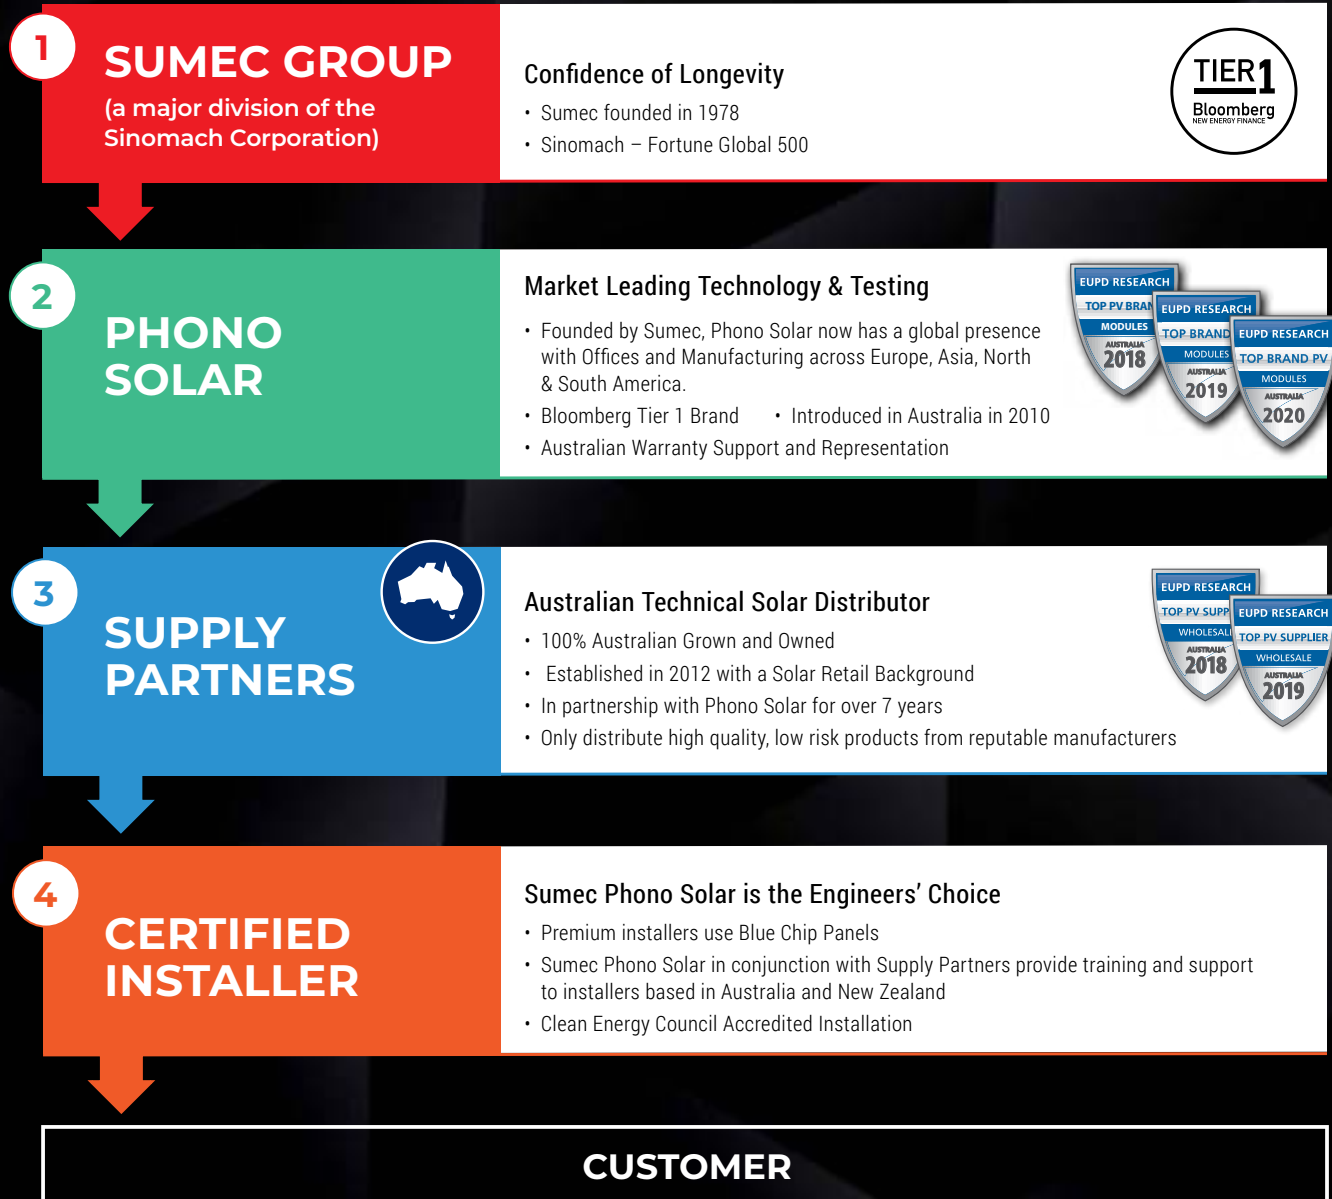 1
SUMEC GROUP
(a major division of the
Sinomach Corporation)
Confidence of Longevity
• Sumec founded in 1978
• Sinomach – Fortune Global 500
TIER 1
Bloomberg
NEW ENERGY FINANCE
2
PHONO
SOLAR
Market Leading Technology & Testing
• Founded by Sumec, Phono Solar now has a global presence
with Offices and Manufacturing across Europe, Asia, North
& South America.
• Bloomberg Tier 1 Brand • Introduced in Australia in 2010
• Australian Warranty Support and Representation
EUPD RESEARCH
TOP PV BRAN
MODULES
AUSTRALIA
2018
EUPD RESEARCH
TOP BRAND
MODULES
AUSTRALIA
2019
EUPD RESEARCH
TOP BRAND PV
MODULES
AUSTRALIA
2020
3
SUPPLY
PARTNERS
Australian Technical Solar Distributor
• 100% Australian Grown and Owned
• Established in 2012 with a Solar Retail Background
• In partnership with Phono Solar for over 7 years
• Only distribute high quality, low risk products from reputable manufacturers
EUPD RESEARCH
TOP PV SUPP
WHOLESAL
AUSTRALIA
2018
EUPD RESEARCH
TOP PV SUPPLIER
WHOLESALE
AUSTRALIA
2019
4
CERTIFIED
INSTALLER
Sumec Phono Solar is the Engineers’ Choice
• Premium installers use Blue Chip Panels
• Sumec Phono Solar in conjunction with Supply Partners provide training and support
to installers based in Australia and New Zealand
• Clean Energy Council Accredited Installation
CUSTOMER